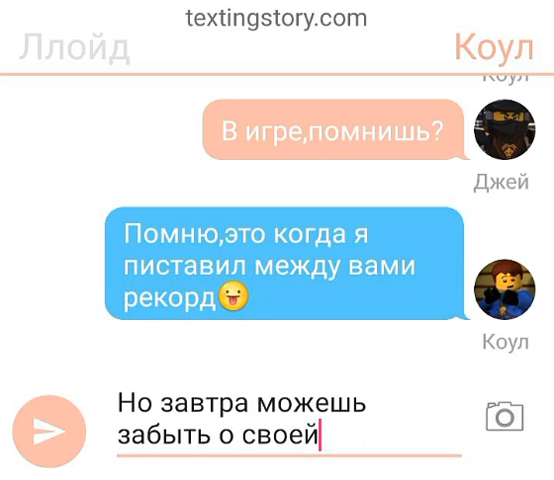 textingstory.com
Ллойд
Коул
Коул
В игре,помнишь?
Джей
Помню,это когда я
пиставил между вами
рекорд😜
Коул
Но завтра можешь
забыть о своей